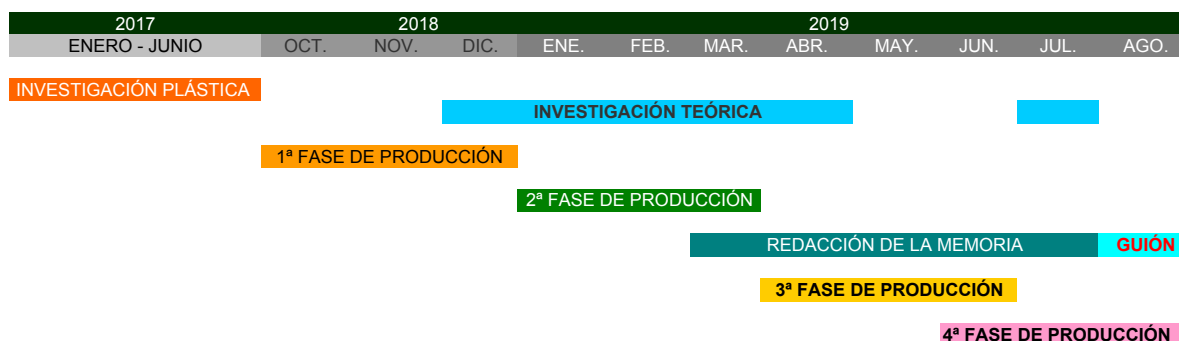 2017 2018 2019
ENERO - JUNIO OCT. NOV. DIC. ENE. FEB. MAR. ABR. MAY. JUN. JUL. AGO.
INVESTIGACIÓN PLÁSTICA
INVESTIGACIÓN TEÓRICA
1ª FASE DE PRODUCCIÓN
2ª FASE DE PRODUCCIÓN
REDACCIÓN DE LA MEMORIA GUIÓN
3ª FASE DE PRODUCCIÓN
4ª FASE DE PRODUCCIÓN